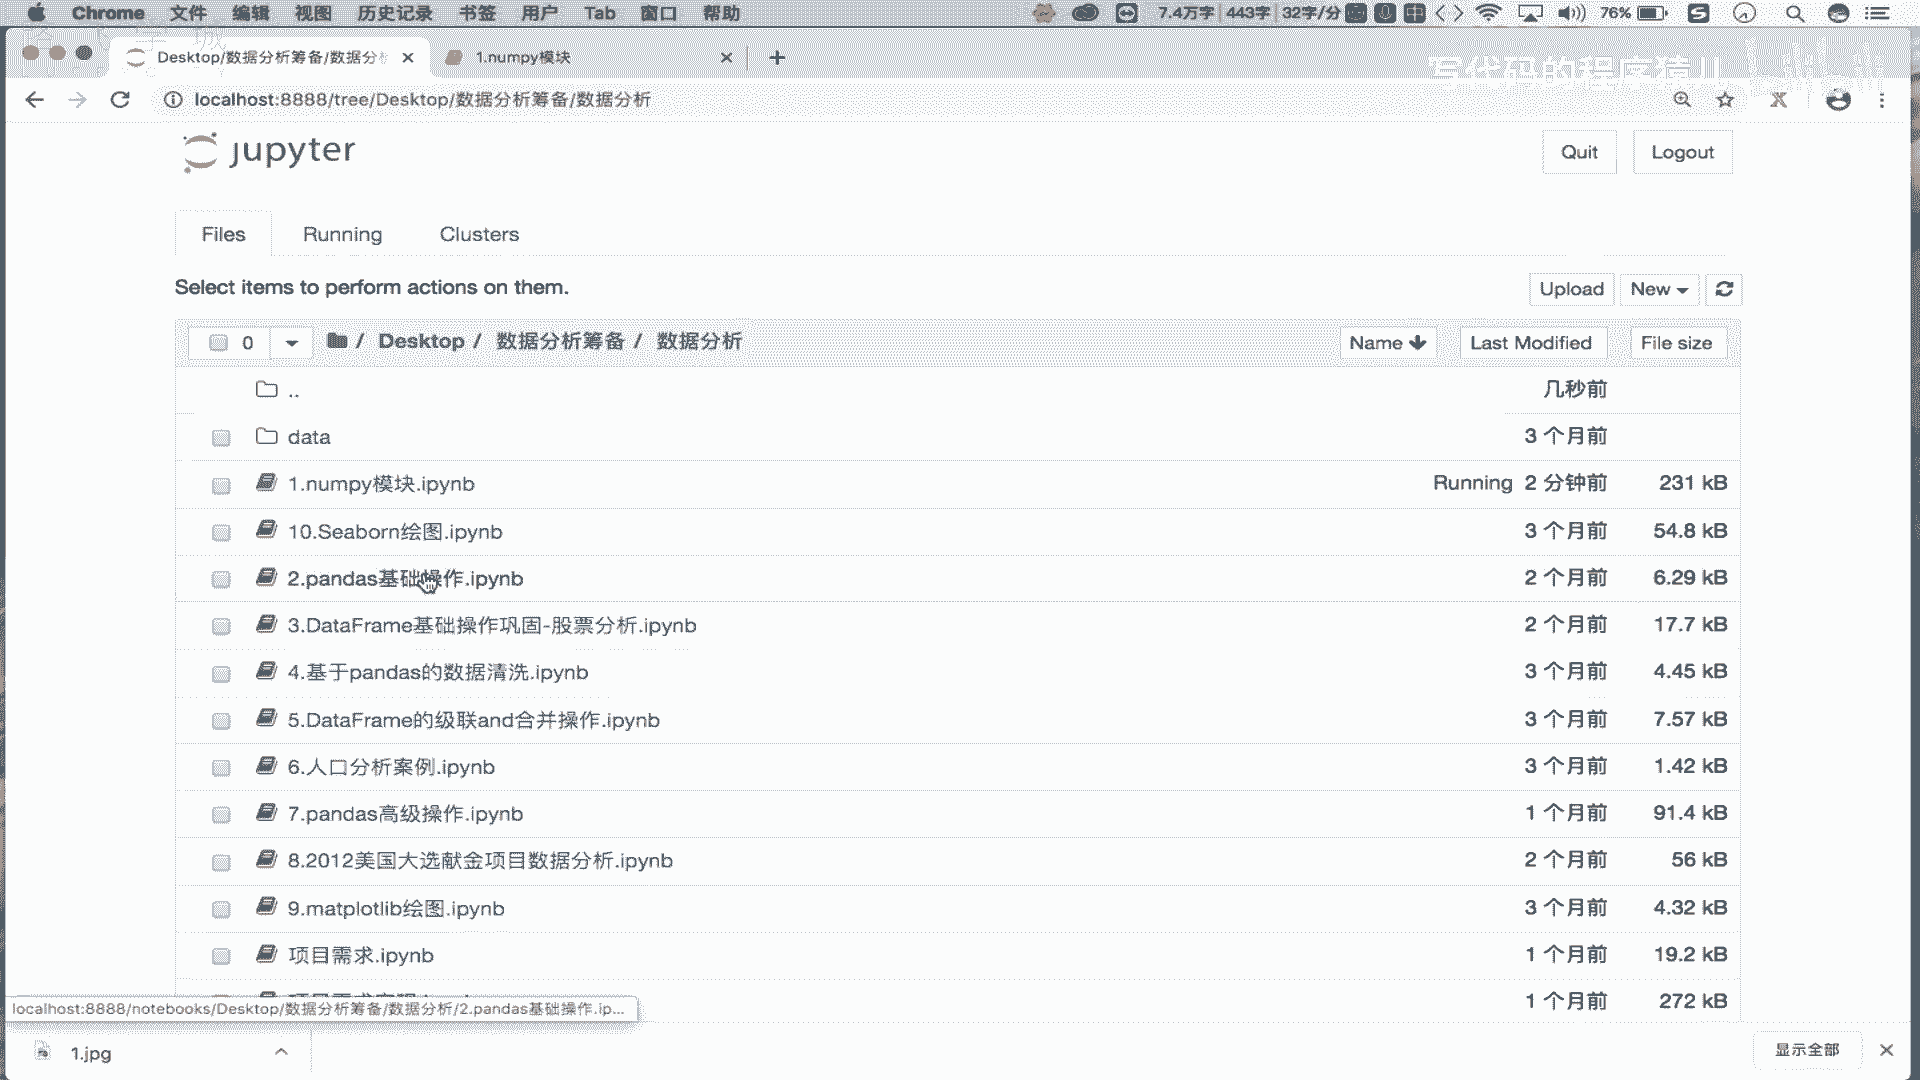 Chrome 文件 编辑 视图 历史记录 书签 用户 Tab 窗口 帮助 7.4万字 443字 32字/分 中 76%
Desktop/数据分析筹备/数据分析 1.numpy模块
写代码的程序猿儿
localhost:8888/tree/Desktop/数据分析筹备/数据分析
jupyter Quit Logout
Files Running Clusters
Select items to perform actions on them. Upload New
0 / Desktop / 数据分析筹备 / 数据分析 Name Last Modified File size
.. 几秒前
data 3 个月前
1.numpy模块.ipynb Running 2 分钟前 231 kB
10.Seaborn绘图.ipynb 3 个月前 54.8 kB
2.pandas基础操作.ipynb 2 个月前 6.29 kB
3.DataFrame基础操作巩固-股票分析.ipynb 2 个月前 17.7 kB
4.基于pandas的数据清洗.ipynb 3 个月前 4.45 kB
5.DataFrame的级联and合并操作.ipynb 3 个月前 7.57 kB
6.人口分析案例.ipynb 3 个月前 1.42 kB
7.pandas高级操作.ipynb 1 个月前 91.4 kB
8.2012美国大选献金项目数据分析.ipynb 2 个月前 56 kB
9.matplotlib绘图.ipynb 3 个月前 4.32 kB
项目需求.ipynb 1 个月前 19.2 kB
1 个月前 272 kB
localhost:8888/notebooks/Desktop/数据分析筹备/数据分析/2.pandas基础操作.ip...
1.jpg 显示全部